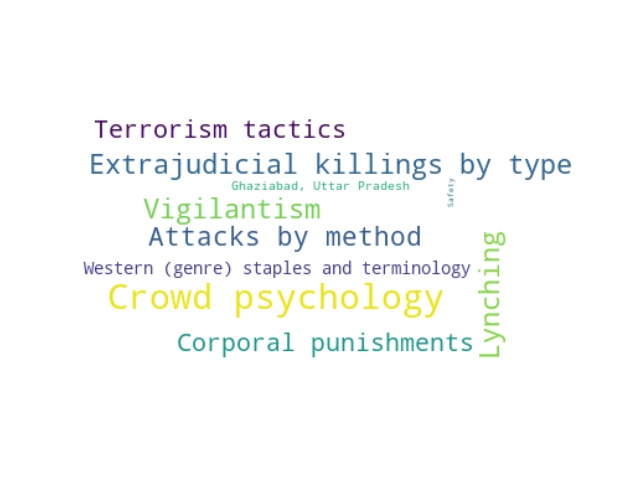 Terrorism tactics
Extrajudicial killings by type
Ghaziabad, Uttar Pradesh
Safety
Vigilantism
Attacks by method
Western (genre) staples and terminology
Crowd psychology
Lynching
Corporal punishments